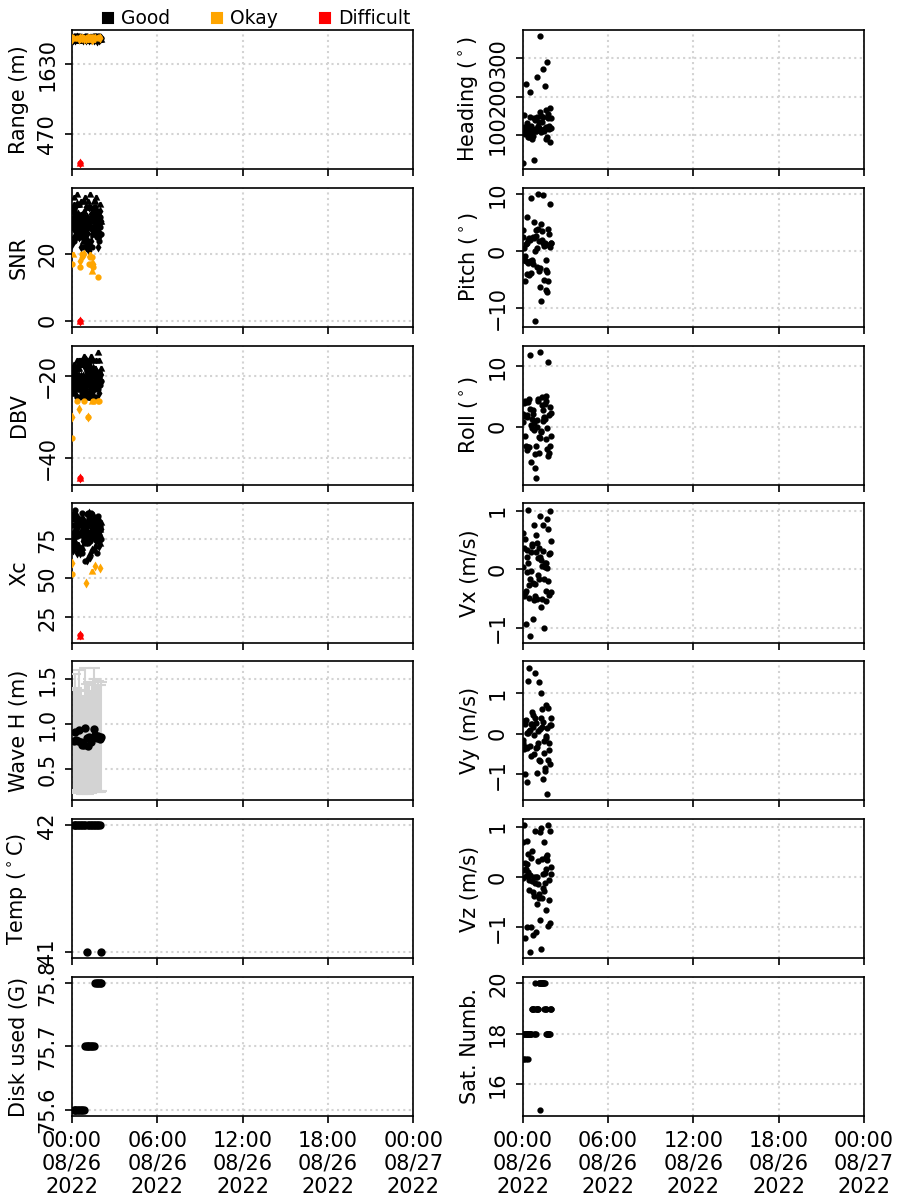 Good Okay Difficult
Range (m)
1630
470
Heading (°)
300
200
100
SNR
20
0
Pitch (°)
10
0
−10
DBV
−20
−40
Roll (°)
10
0
Xc
75
50
25
Vx (m/s)
1
0
−1
Wave H (m)
1.5
1.0
0.5
Vy (m/s)
1
0
−1
Temp (°C)
42
41
Vz (m/s)
1
0
−1
Disk used (G)
75.8
75.7
75.6
Sat. Numb.
20
18
16
00:00 06:00 12:00 18:00 00:00
08/26 08/26 08/26 08/26 08/27
2022 2022 2022 2022 2022
00:00 06:00 12:00 18:00 00:00
08/26 08/26 08/26 08/26 08/27
2022 2022 2022 2022 2022